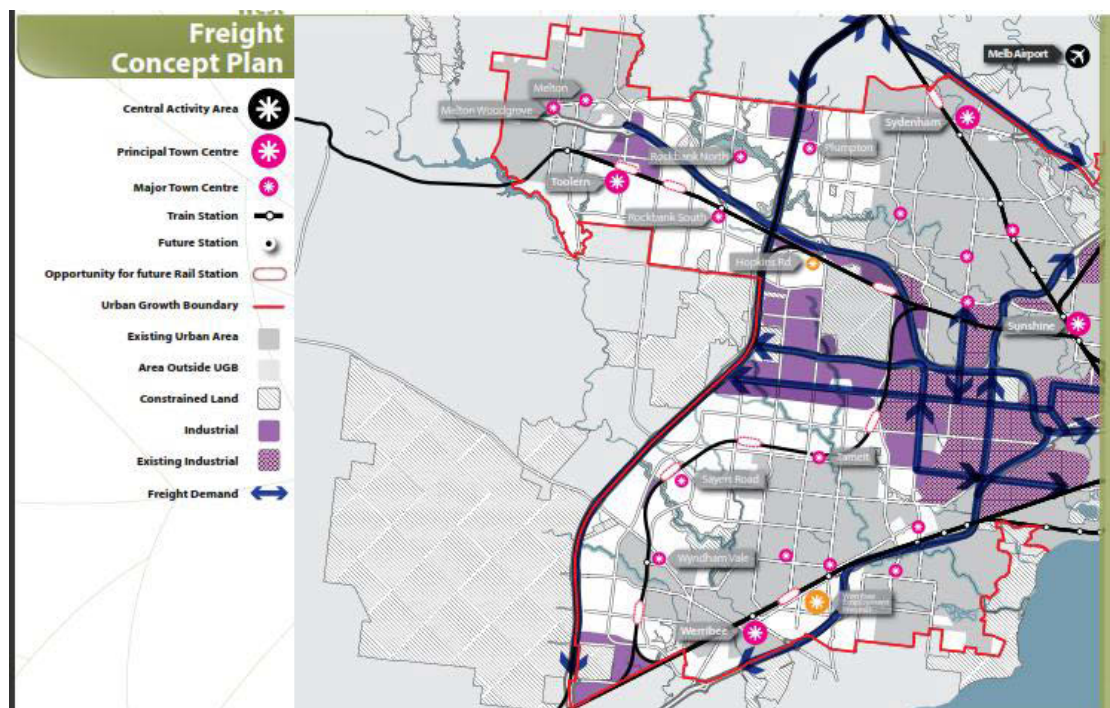 Freight
Concept Plan
Central Activity Area
Principal Town Centre
Major Town Centre
Train Station
Future Station
Opportunity for future Rail Station
Urban Growth Boundary
Existing Urban Area
Area Outside UGB
Constrained Land
Industrial
Existing Industrial
Freight Demand
Melb Airport
Melton
Melton Woodgrove
Sydenham
Plumpton
Rockbank North
Toolern
Rockbank South
Hopkins Rd
Sunshine
Tarneit
Sayers Road
Wyndham Vale
Werribee